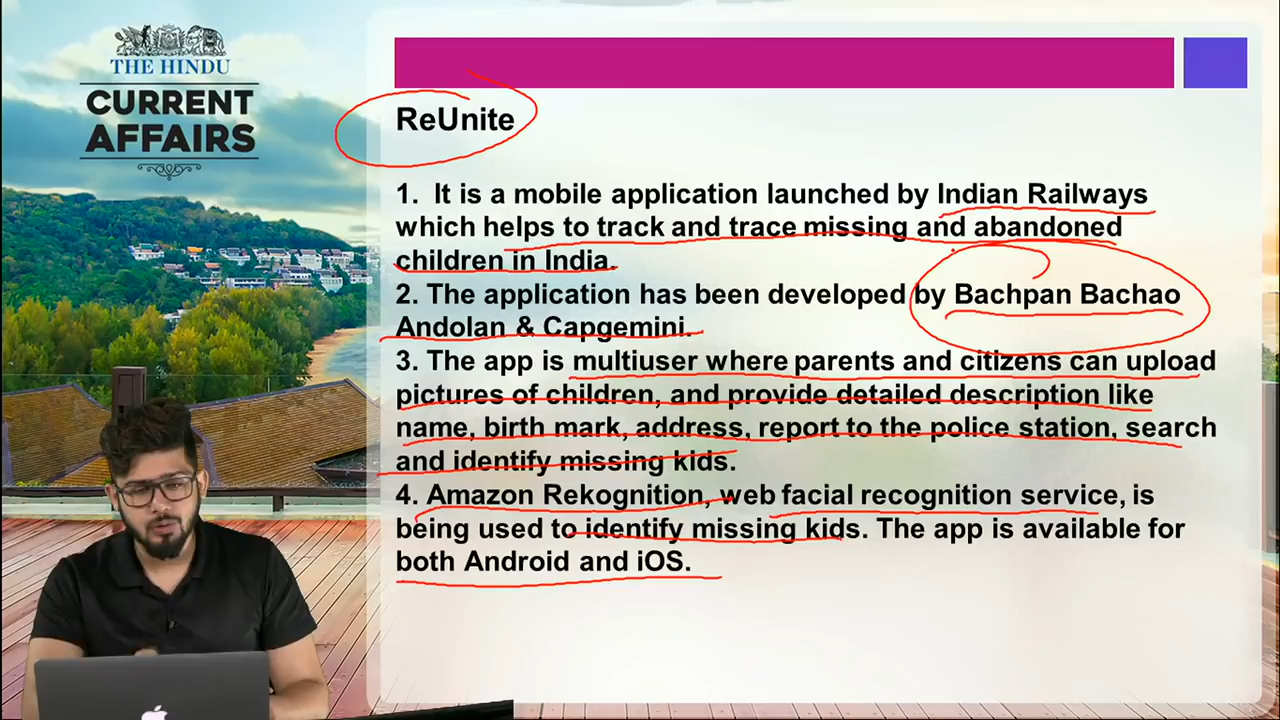 THE HINDU
CURRENT
AFFAIRS
ReUnite
1. It is a mobile application launched by Indian Railways
which helps to track and trace missing and abandoned
children in India.
2. The application has been developed by Bachpan Bachao
Andolan & Capgemini.
3. The app is multiuser where parents and citizens can upload
pictures of children, and provide detailed description like
name, birth mark, address, report to the police station, search
and identify missing kids.
4. Amazon Rekognition, web facial recognition service, is
being used to identify missing kids. The app is available for
both Android and iOS.